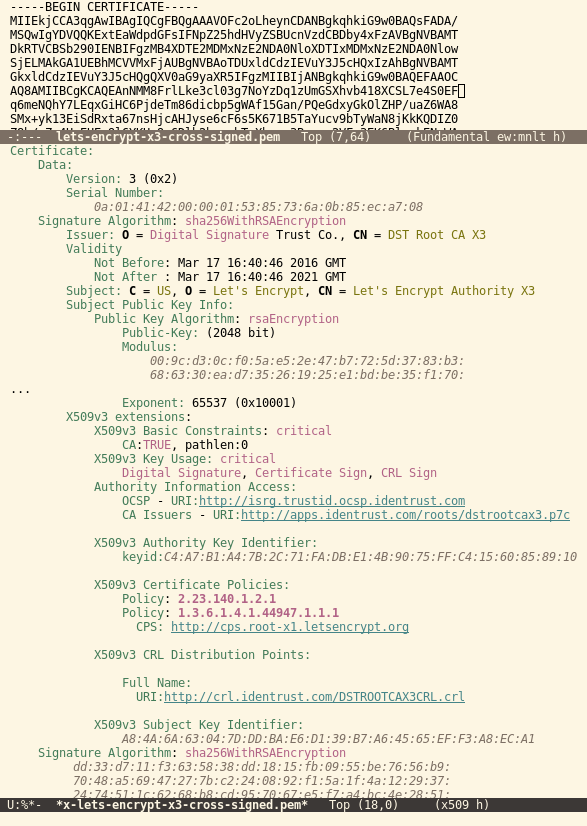 -----BEGIN CERTIFICATE-----
MIIEkjCCA3qgAwIBAgIQCgFBQgAAAVOFc2oLheynCDANBgkqhkiG9w0BAQsFADA/
MSQwIgYDVQQKExtEaWdpdGFsIFNpZ25hdHVyZSBUcnVzdCBDby4xFzAVBgNVBAMT
DkRTVCBSb290IENBIFgzMB4XDTE2MDMxNzE2NDA0NloXDTIxMDMxNzE2NDA0Nlow
SjELMAkGA1UEBhMCVVMxFjAUBgNVBAoTDUxldCdzIEVuY3J5cHQxIzAhBgNVBAMT
GkxldCdzIEVuY3J5cHQgQXV0aG9yaXR5IFgzMIIBIjANBgkqhkiG9w0BAQEFAAOC
AQ8AMIIBCgKCAQEAnNMM8FrlLke3cl03g7NoYzDq1zUmGSXhvb418XCSL7e4S0EF
q6meNQhY7LEqxGiHC6PjdeTm86dicbp5gWAf15Gan/PQeGdxyGkOlZHP/uaZ6WA8
SMx+yk13EiSdRxta67nsHjcAHJyse6cF6s5K671B5TaYucv9bTyWaN8jKkKQDIZ0
-:---  lets-encrypt-x3-cross-signed.pem   Top (7,64)     (Fundamental ew:mnlt h)
Certificate:
Data:
Version: 3 (0x2)
Serial Number:
0a:01:41:42:00:00:01:53:85:73:6a:0b:85:ec:a7:08
Signature Algorithm: sha256WithRSAEncryption
Issuer: O = Digital Signature Trust Co., CN = DST Root CA X3
Validity
Not Before: Mar 17 16:40:46 2016 GMT
Not After : Mar 17 16:40:46 2021 GMT
Subject: C = US, O = Let's Encrypt, CN = Let's Encrypt Authority X3
Subject Public Key Info:
Public Key Algorithm: rsaEncryption
Public-Key: (2048 bit)
Modulus:
00:9c:d3:0c:f0:5a:e5:2e:47:b7:72:5d:37:83:b3:
68:63:30:ea:d7:35:26:19:25:e1:bd:be:35:f1:70:
...
Exponent: 65537 (0x10001)
X509v3 extensions:
X509v3 Basic Constraints: critical
CA:TRUE, pathlen:0
X509v3 Key Usage: critical
Digital Signature, Certificate Sign, CRL Sign
Authority Information Access:
OCSP - URI:http://isrg.trustid.ocsp.identrust.com
CA Issuers - URI:http://apps.identrust.com/roots/dstrootcax3.p7c
X509v3 Authority Key Identifier:
keyid:C4:A7:B1:A4:7B:2C:71:FA:DB:E1:4B:90:75:FF:C4:15:60:85:89:10
X509v3 Certificate Policies:
Policy: 2.23.140.1.2.1
Policy: 1.3.6.1.4.1.44947.1.1.1
CPS: http://cps.root-x1.letsencrypt.org
X509v3 CRL Distribution Points:
Full Name:
URI:http://crl.identrust.com/DSTROOTCAX3CRL.crl
X509v3 Subject Key Identifier:
A8:4A:6A:63:04:7D:DD:BA:E6:D1:39:B7:A6:45:65:EF:F3:A8:EC:A1
Signature Algorithm: sha256WithRSAEncryption
dd:33:d7:11:f3:63:58:38:dd:18:15:fb:09:55:be:76:56:b9:
70:48:a5:69:47:27:7b:c2:24:08:92:f1:5a:1f:4a:12:29:37:
24:74:51:1c:62:68:b8:cd:95:70:67:e5:f7:a4:bc:4e:28:51:
U:%*-  *x-lets-encrypt-x3-cross-signed.pem*   Top (18,0)     (x509 h)